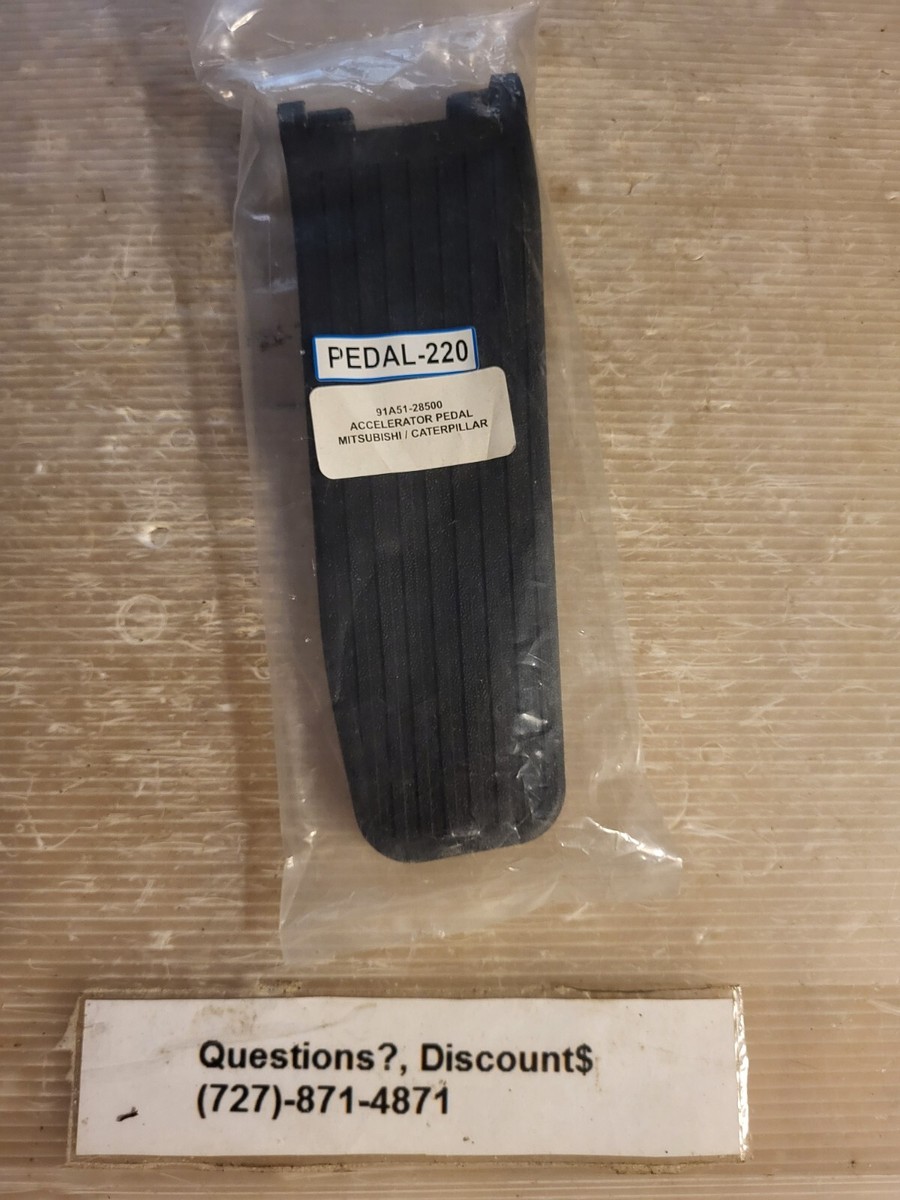 PEDAL-220
91A51-28500
ACCELERATOR PEDAL
MITSUBISHI / CATERPILLAR
Questions?, Discount$
(727)-871-4871